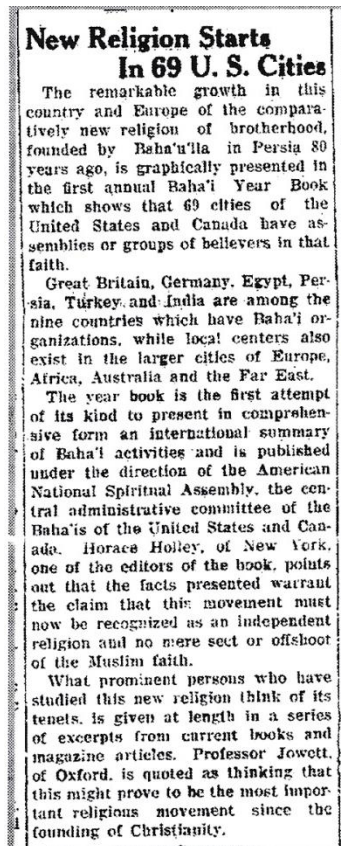 New Religion Starts
In 69 U. S. Cities
The remarkable growth in this
country and Europe of the compara-
tively new religion of brotherhood,
founded by Baha'u'lla in Persia 80
years ago, is graphically presented in
the first annual Baha'i Year Book
which shows that 69 cities of the
United States and Canada have as-
semblies or groups of believers in that
faith.
Great Britain, Germany, Egypt, Per-
sia, Turkey and India are among the
nine countries which have Baha'i or-
ganizations, while local centers also
exist in the larger cities of Europe,
Africa, Australia and the Far East.
The year book is the first attempt
of its kind to present in comprehen-
sive form an international summary
of Baha'i activities and is published
under the direction of the American
National Spiritual Assembly, the cen-
tral administrative committee of the
Baha'is of the United States and Can-
ada. Horace Holley, of New York,
one of the editors of the book, points
out that the facts presented warrant
the claim that this movement must
now be recognized as an independent
religion and no mere sect or offshoot
of the Muslim faith.
What prominent persons who have
studied this new religion think of its
tenets, is given at length in a series
of excerpts from current books and
magazine articles. Professor Jowett,
of Oxford, is quoted as thinking that
this might prove to be the most impor-
tant religious movement since the
founding of Christianity.